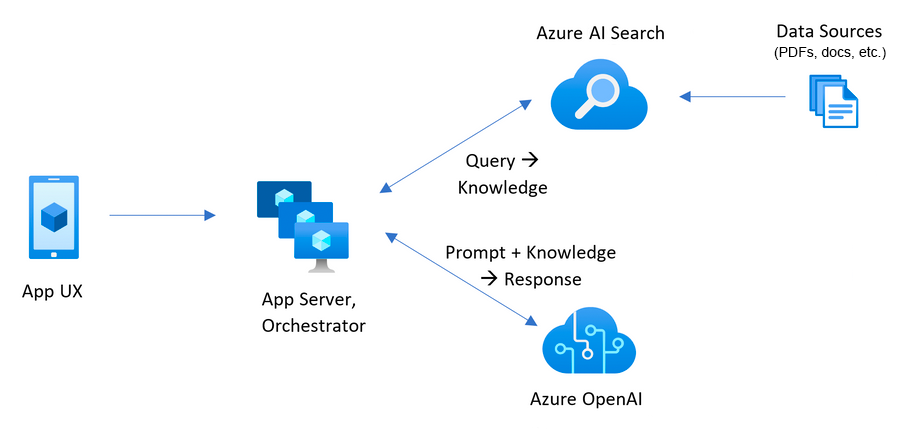 Azure AI Search
Data Sources
(PDFs, docs, etc.)
Query →
Knowledge
App UX
App Server,
Orchestrator
Prompt + Knowledge
→ Response
Azure OpenAI